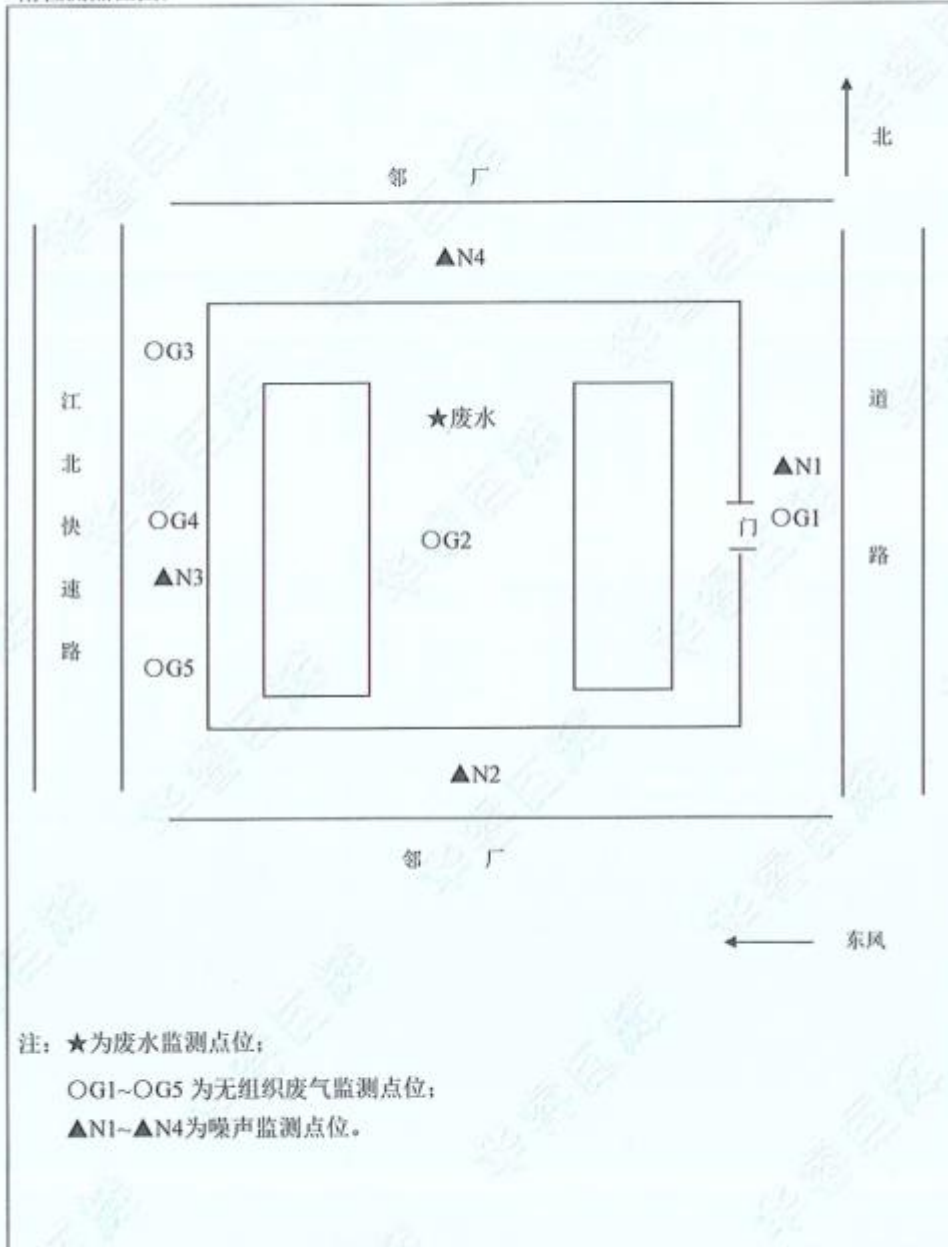 北
邻 厂
▲N4
○G3
江北快速路
★废水
道路
▲N1
○G4
○G2
门
○G1
▲N3
○G5
▲N2
邻 厂
东风
注：★为废水监测点位；
○G1~○G5 为无组织废气监测点位；
▲N1~▲N4为噪声监测点位。